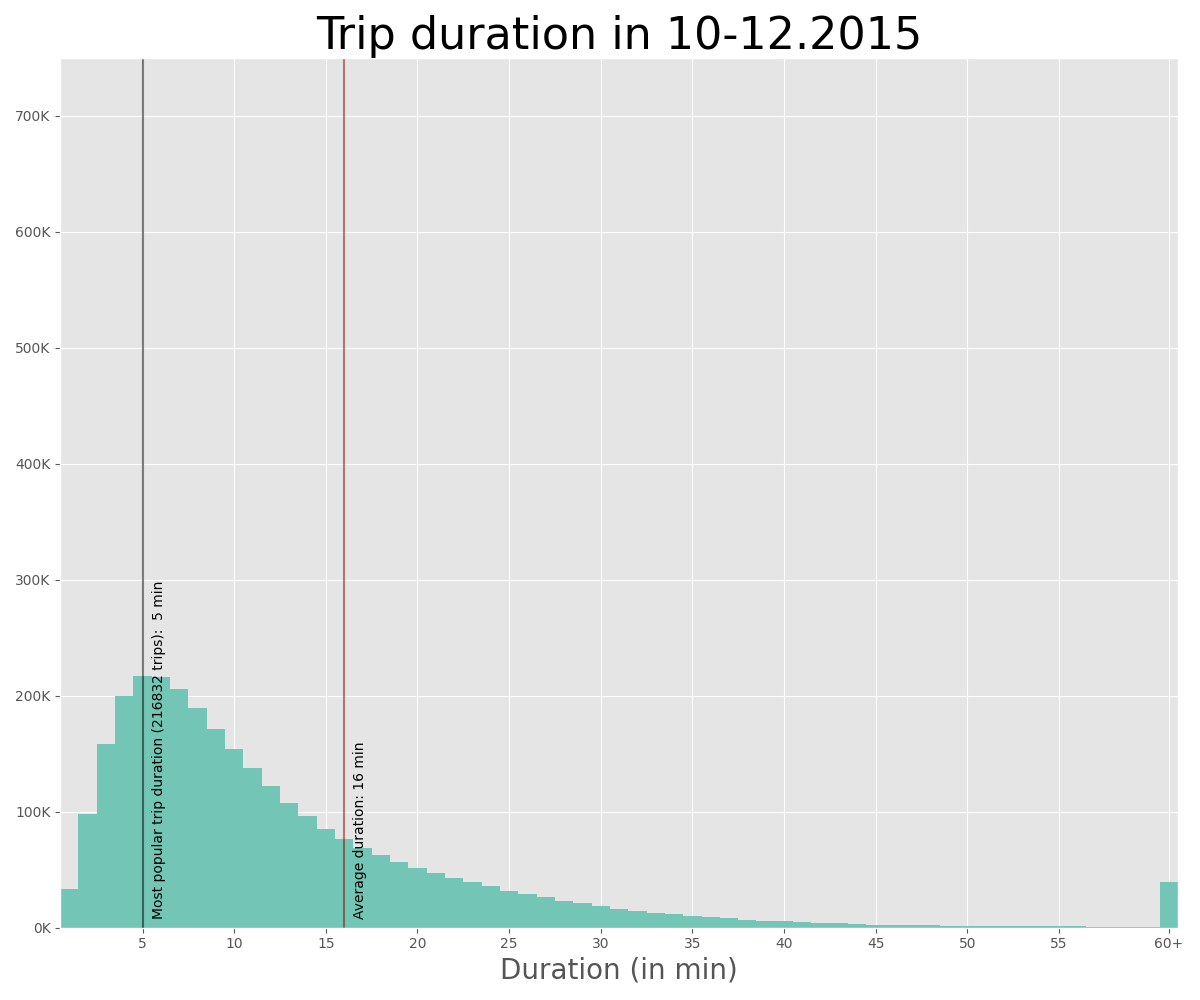 Trip duration in 10-12.2015
700K
600K
500K
400K
300K
200K
100K
0K
Most popular trip duration (216832 trips):  5 min
Average duration: 16 min
5 10 15 20 25 30 35 40 45 50 55 60+
Duration (in min)